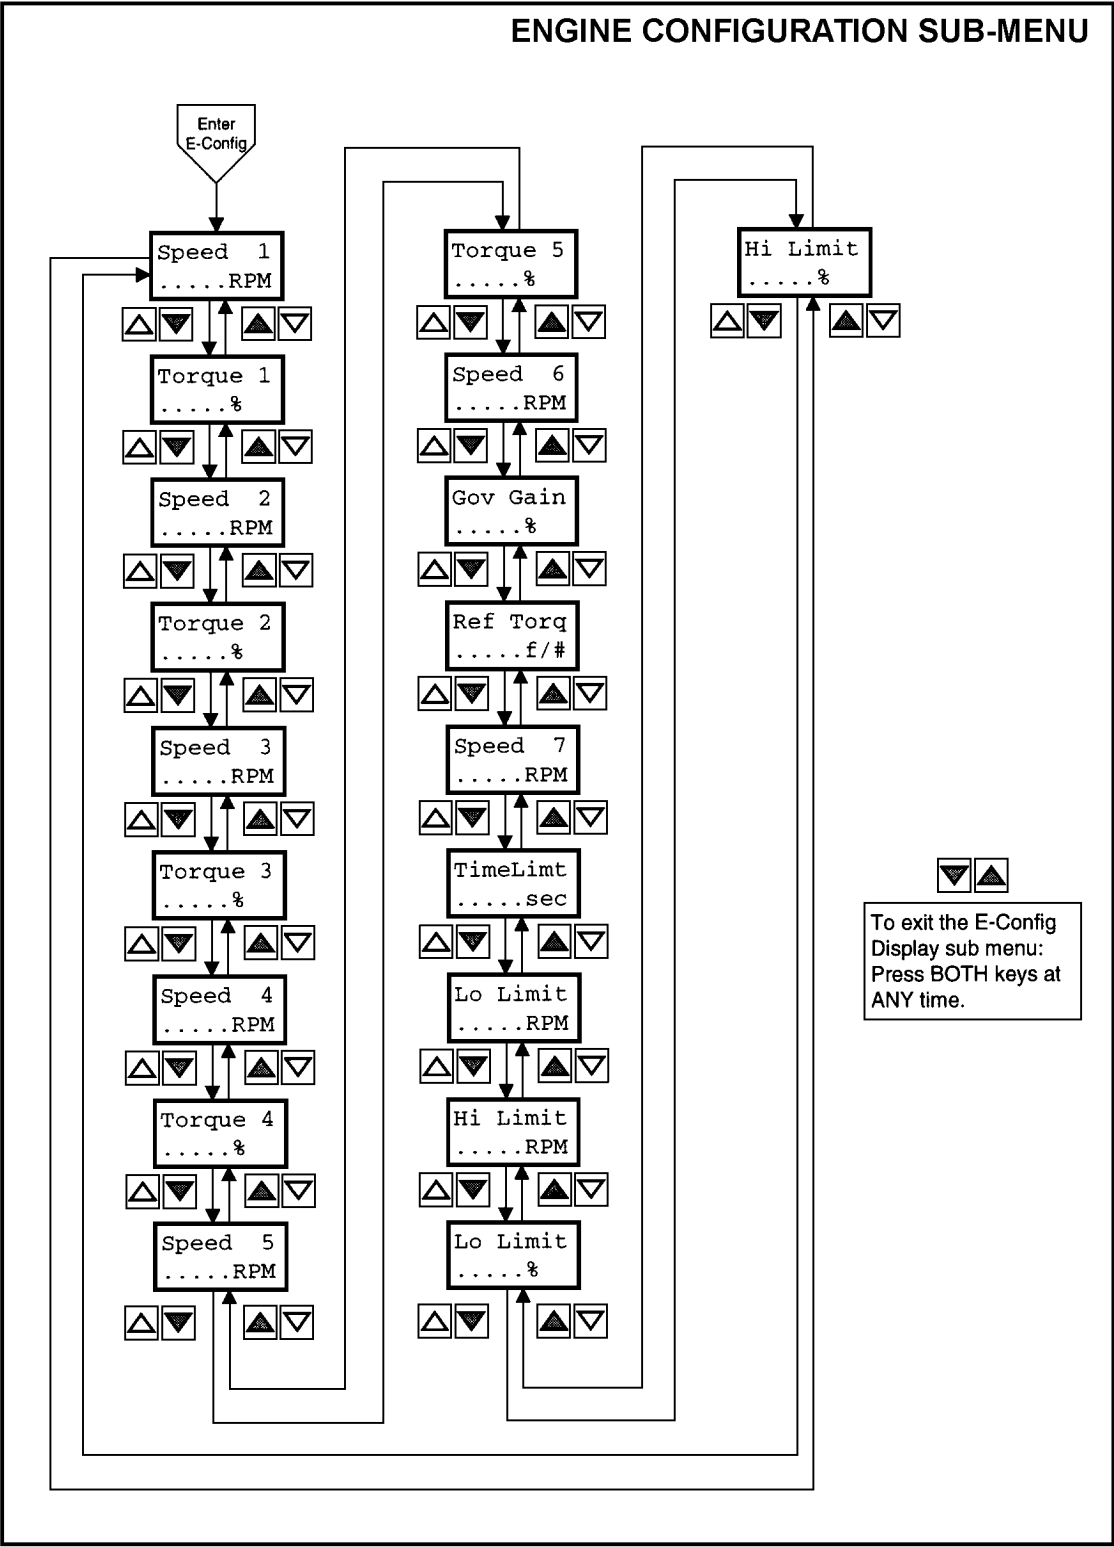 ENGINE CONFIGURATION SUB-MENU
Enter
E-Config
Speed 1
.....RPM
Torque 1
.....%
Speed 2
.....RPM
Torque 2
.....%
Speed 3
.....RPM
Torque 3
.....%
Speed 4
.....RPM
Torque 4
.....%
Speed 5
.....RPM
Torque 5
.....%
Speed 6
.....RPM
Gov Gain
.....%
Ref Torq
.....f/#
Speed 7
.....RPM
TimeLimt
.....sec
Lo Limit
.....RPM
Hi Limit
.....RPM
Lo Limit
.....%
Hi Limit
.....%
To exit the E-Config
Display sub menu:
Press BOTH keys at
ANY time.